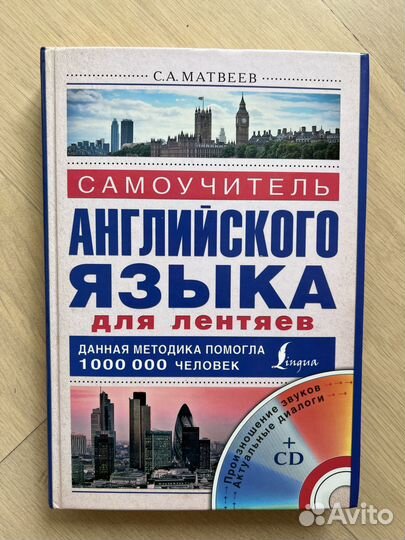 С.А. МАТВЕЕВ
САМОУЧИТЕЛЬ
АНГЛИЙСКОГО
ЯЗЫКА
для лентяев
ДАННАЯ МЕТОДИКА ПОМОГЛА
1 000 000 ЧЕЛОВЕК
Lingua
Произношение звуков
Актуальные диалоги
+
CD
Avito